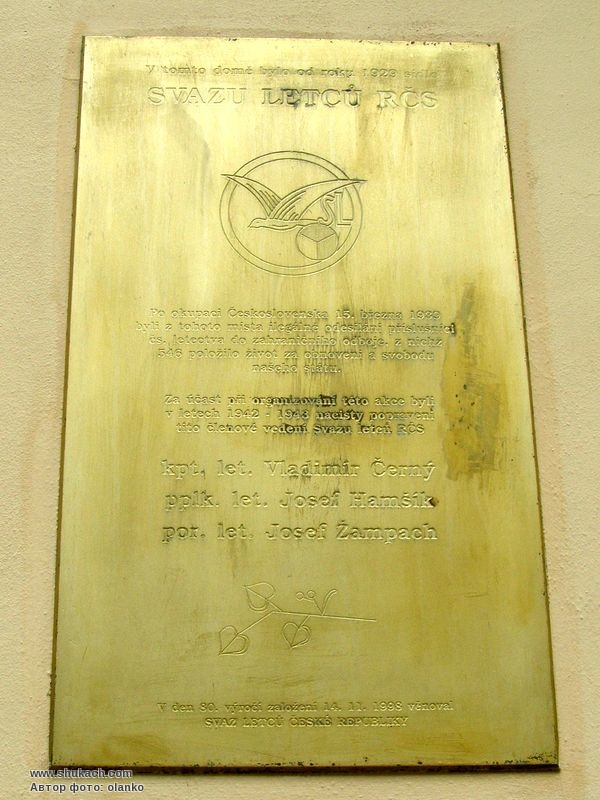 V tomto domě bylo od roku 1929 sídlo
SVAZU LETCŮ RČS
SL
Po okupaci Československa 15. března 1939
byli z tohoto místa ilegálně odesíláni příslušníci
čs. letectva do zahraničního odboje, z nichž
546 položilo život za obnovení a svobodu
našeho státu.
Za účast při organizování této akce byli
v letech 1942 - 1943 nacisty popraveni
tito členové vedení Svazu letců RČS
kpt. let. Vladimír Černý
pplk. let. Josef Hamšík
por. let. Josef Žampach
V den 80. výročí založení 14. 11. 1998 věnoval
SVAZ LETCŮ ČESKÉ REPUBLIKY
www.shukach.com
Автор фото: olanko